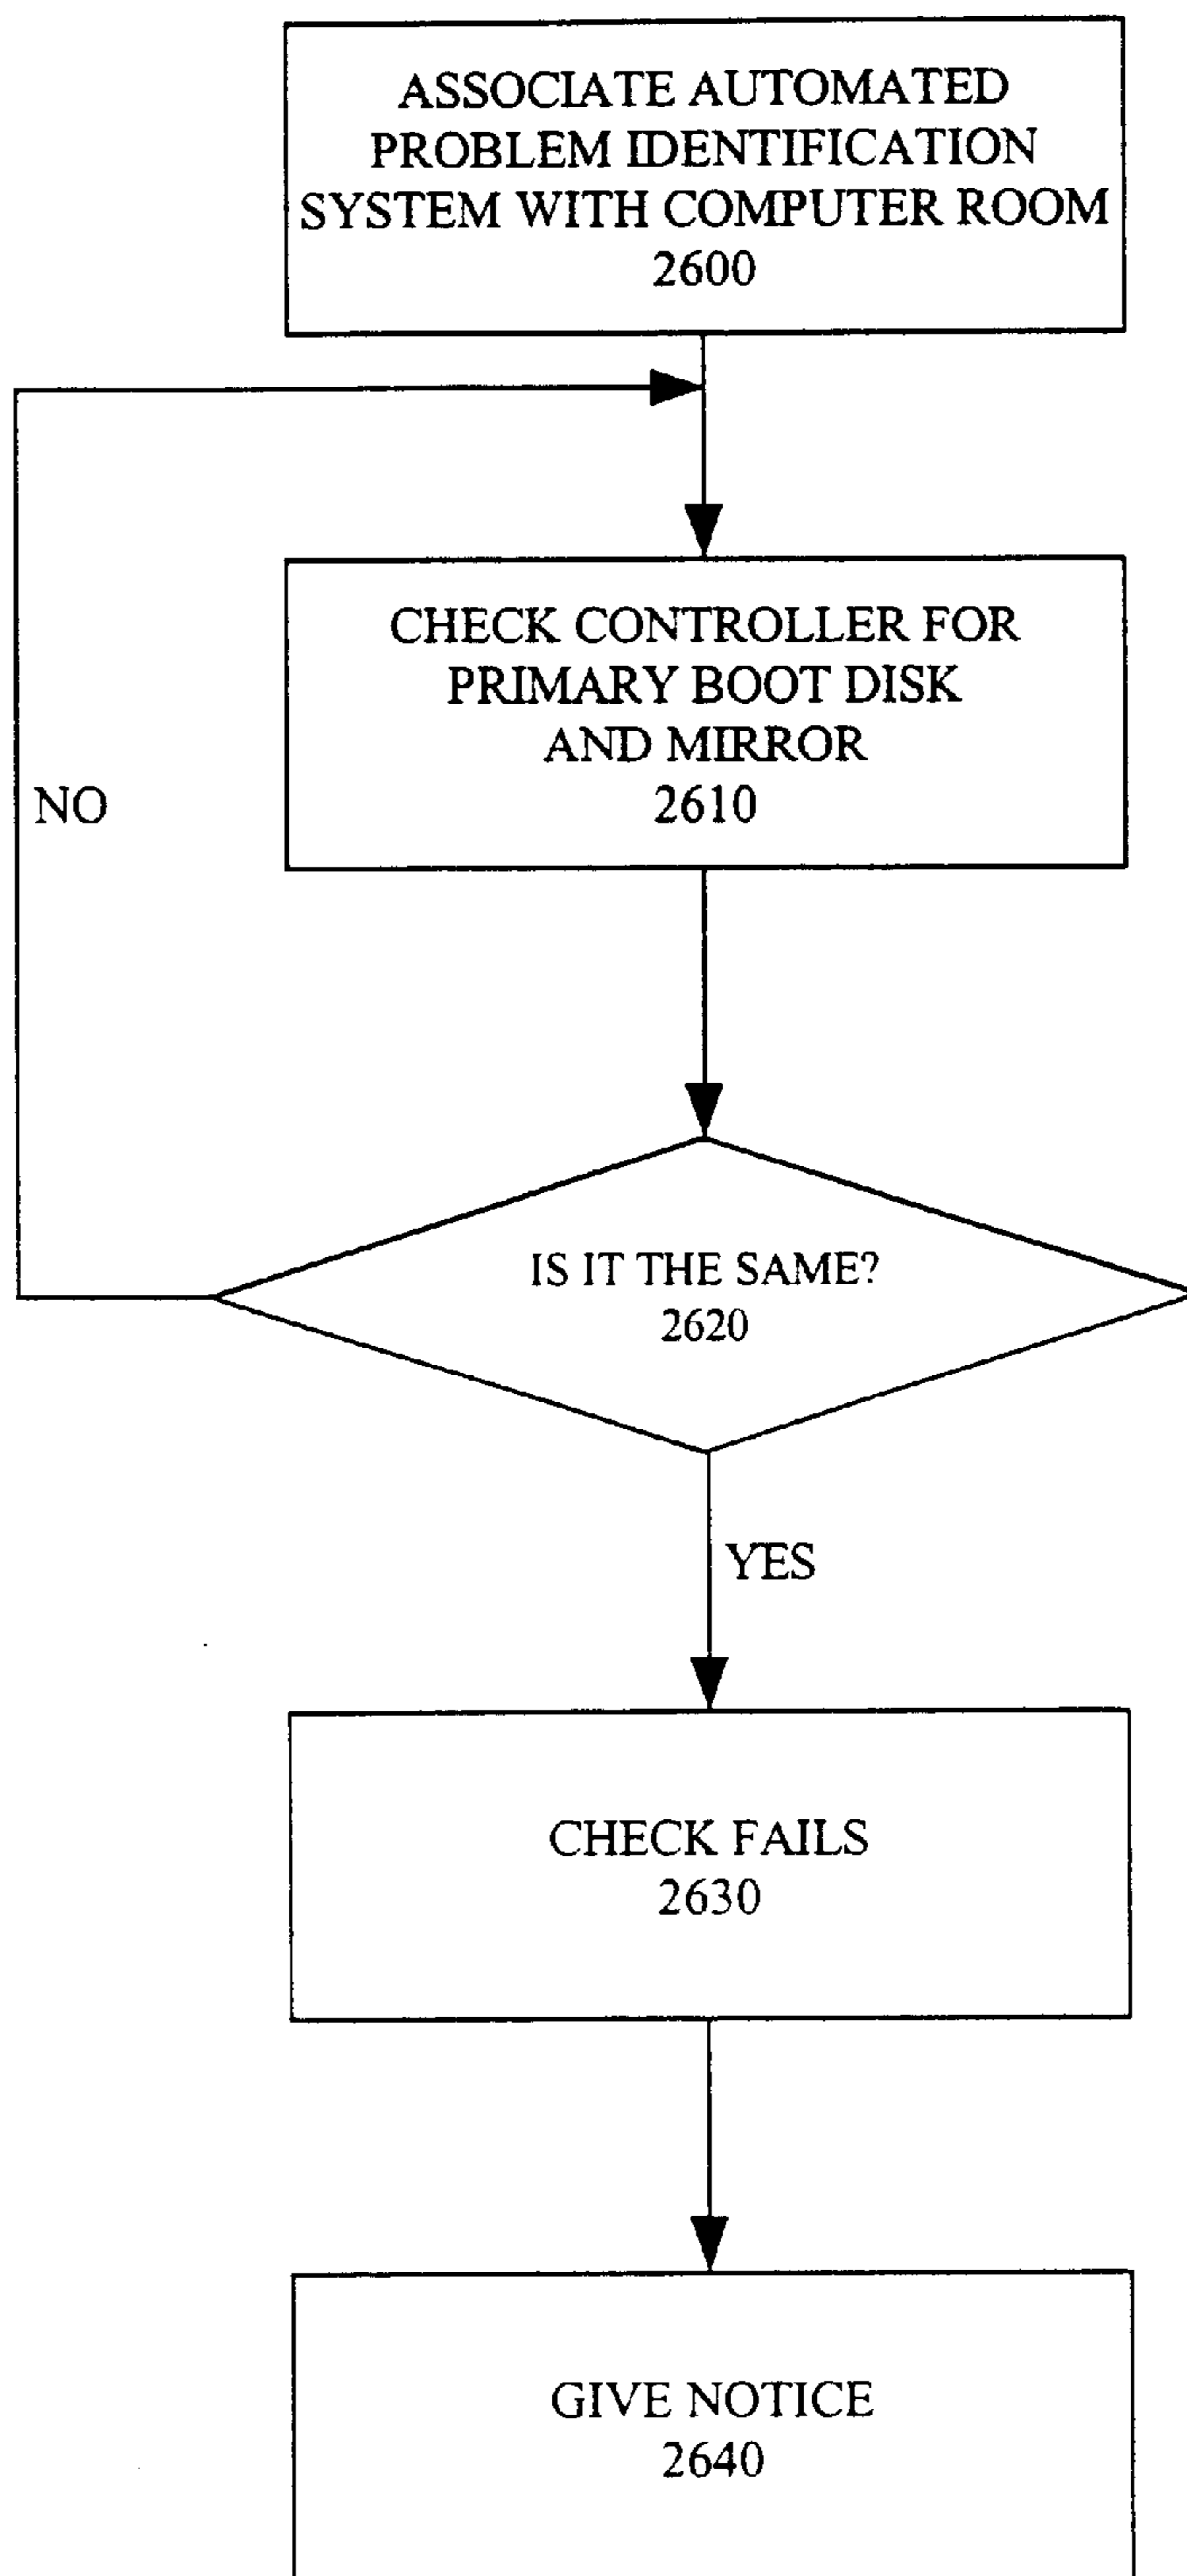 ASSOCIATE AUTOMATED
PROBLEM IDENTIFICATION
SYSTEM WITH COMPUTER ROOM
2600
CHECK CONTROLLER FOR
PRIMARY BOOT DISK
AND MIRROR
2610
NO
IS IT THE SAME?
2620
YES
CHECK FAILS
2630
GIVE NOTICE
2640